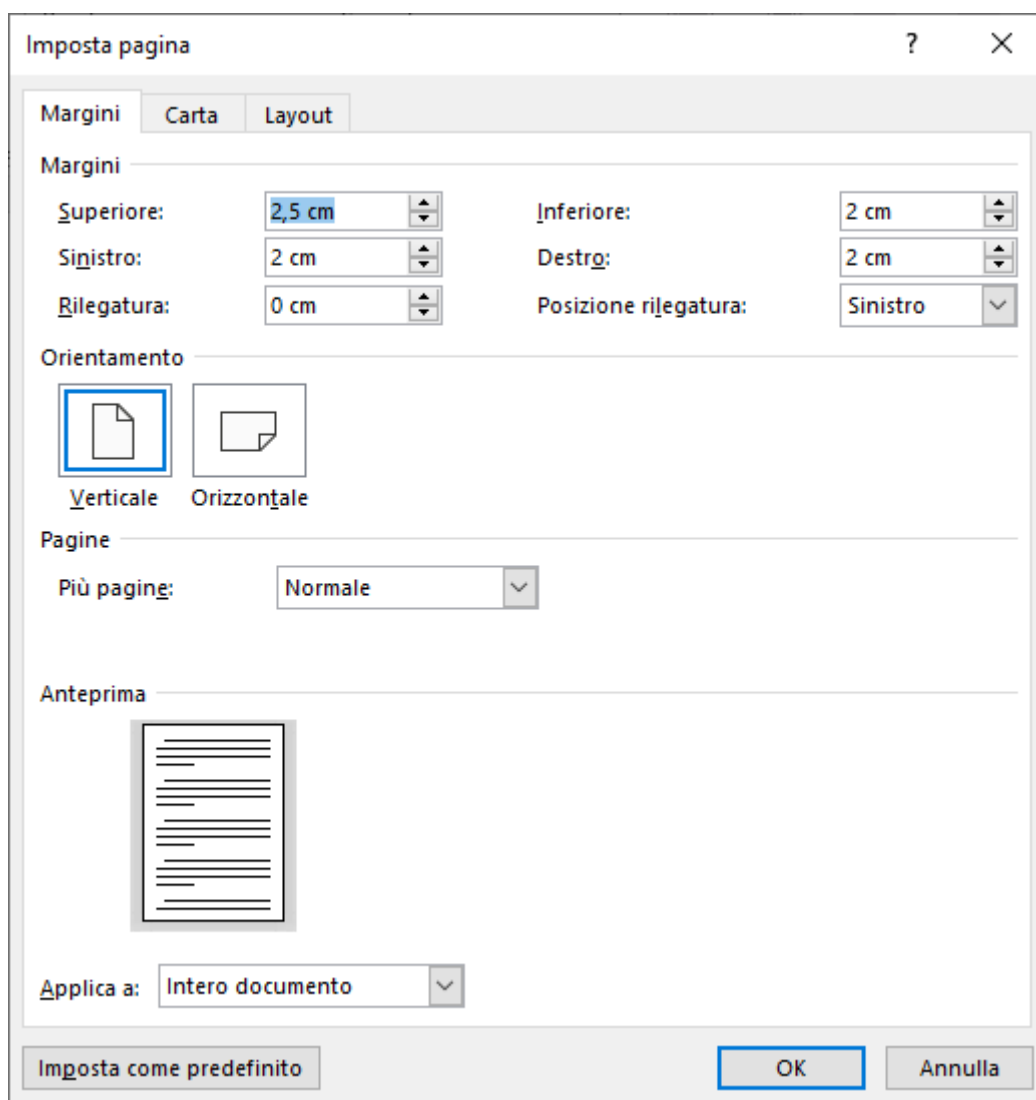 Imposta pagina ?
Margini Carta Layout
Margini
Superiore: 2,5 cm Inferiore: 2 cm
Sinistro: 2 cm Destro: 2 cm
Rilegatura: 0 cm Posizione rilegatura: Sinistro
Orientamento
Verticale Orizzontale
Pagine
Più pagine: Normale
Anteprima
Applica a: Intero documento
Imposta come predefinito OK Annulla